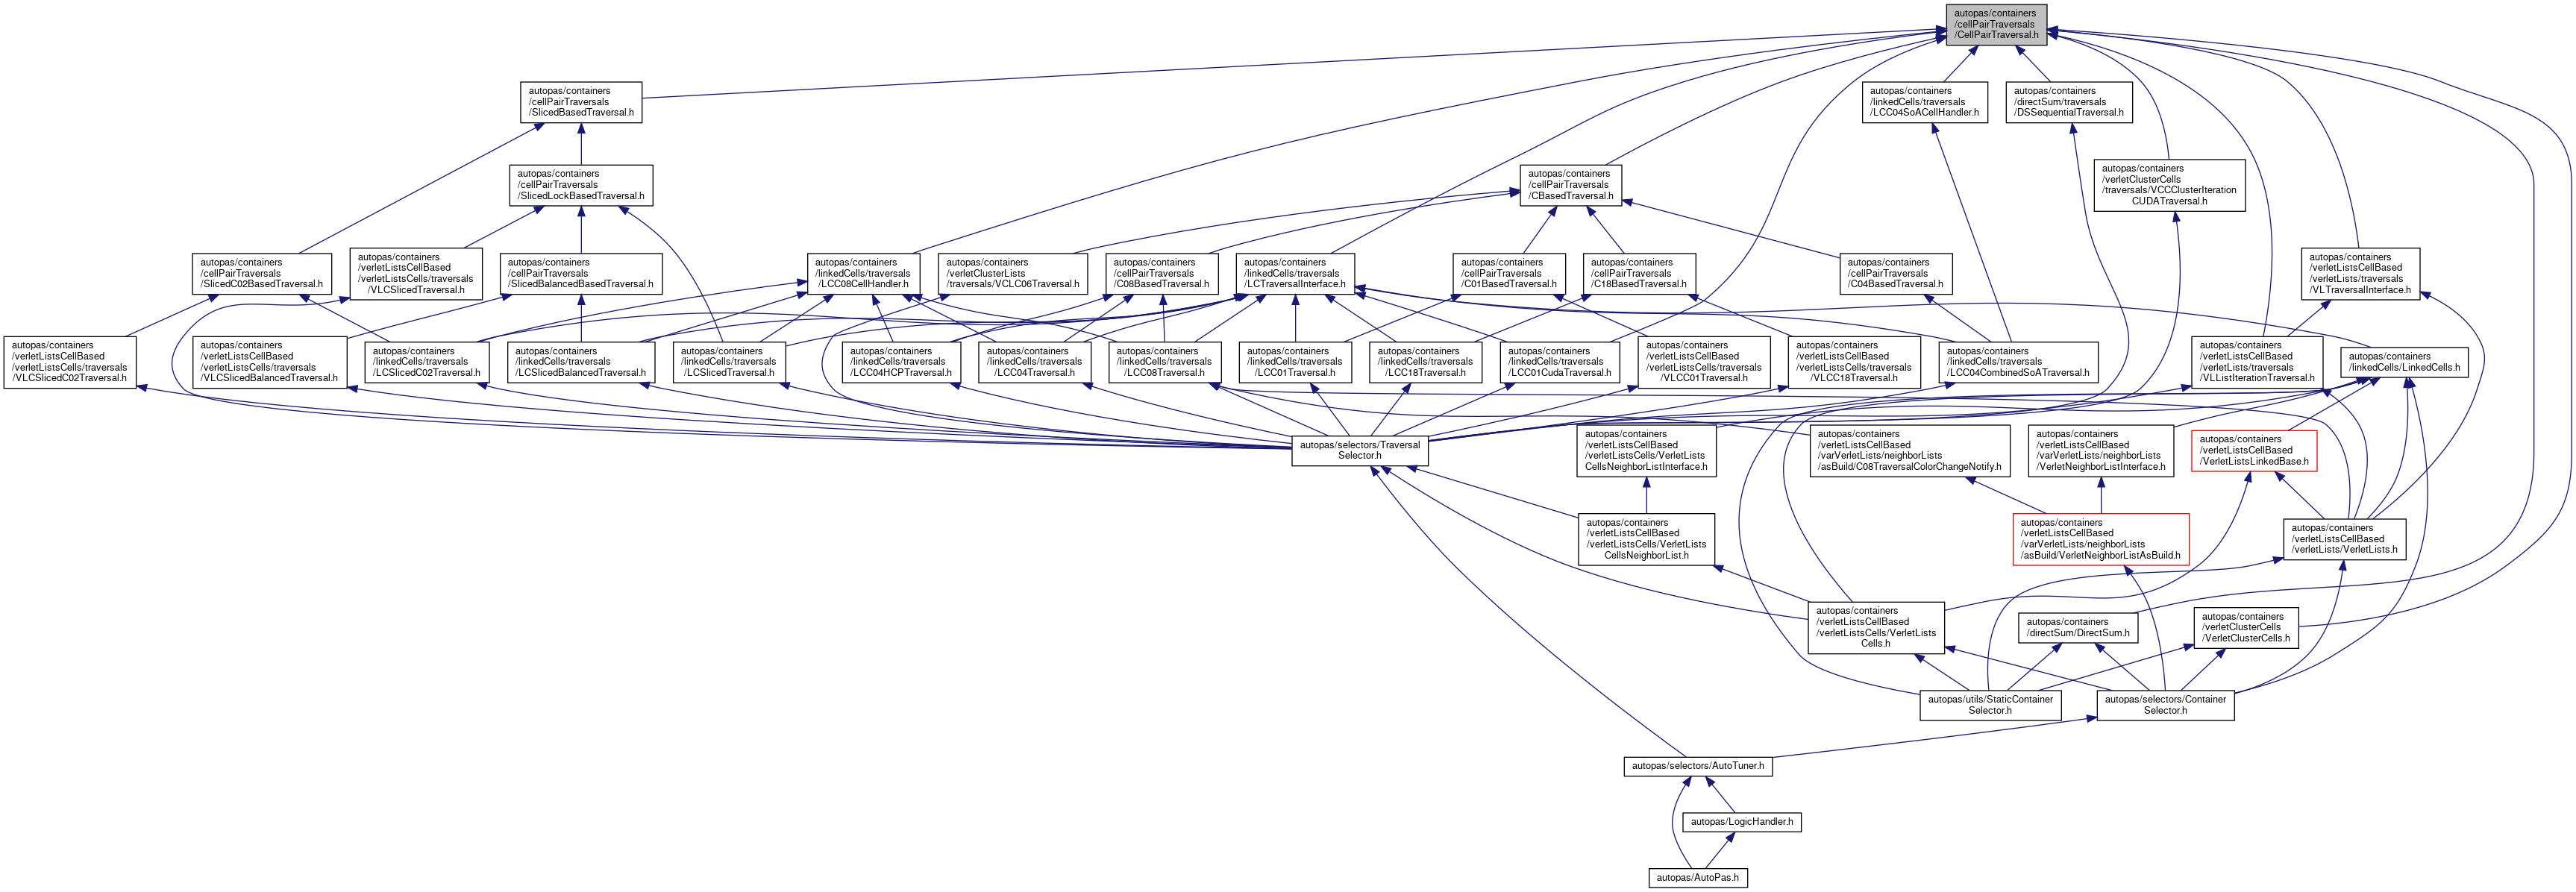 autopas/containers
/cellPairTraversals
/CellPairTraversal.h
autopas/containers
/cellPairTraversals
/SlicedBasedTraversal.h
autopas/containers
/linkedCells/traversals
/LCC04SoACellHandler.h
autopas/containers
/directSum/traversals
/DSSequentialTraversal.h
autopas/containers
/cellPairTraversals
/SlicedLockBasedTraversal.h
autopas/containers
/cellPairTraversals
/CBasedTraversal.h
autopas/containers
/verletClusterCells
/traversals/VCCClusterIteration
CUDATraversal.h
autopas/containers
/cellPairTraversals
/SlicedC02BasedTraversal.h
autopas/containers
/verletListsCellBased
/verletListsCells/traversals
/VLCSlicedTraversal.h
autopas/containers
/cellPairTraversals
/SlicedBalancedBasedTraversal.h
autopas/containers
/linkedCells/traversals
/LCC08CellHandler.h
autopas/containers
/verletClusterLists
/traversals/VCLC06Traversal.h
autopas/containers
/cellPairTraversals
/C08BasedTraversal.h
autopas/containers
/linkedCells/traversals
/LCTraversalInterface.h
autopas/containers
/cellPairTraversals
/C01BasedTraversal.h
autopas/containers
/cellPairTraversals
/C18BasedTraversal.h
autopas/containers
/cellPairTraversals
/C04BasedTraversal.h
autopas/containers
/verletListsCellBased
/verletLists/traversals
/VLTraversalInterface.h
autopas/containers
/verletListsCellBased
/verletListsCells/traversals
/VLCSlicedC02Traversal.h
autopas/containers
/verletListsCellBased
/verletListsCells/traversals
/VLCSlicedBalancedTraversal.h
autopas/containers
/linkedCells/traversals
/LCSlicedC02Traversal.h
autopas/containers
/linkedCells/traversals
/LCSlicedBalancedTraversal.h
autopas/containers
/linkedCells/traversals
/LCSlicedTraversal.h
autopas/containers
/linkedCells/traversals
/LCC04HCPTraversal.h
autopas/containers
/linkedCells/traversals
/LCC04Traversal.h
autopas/containers
/linkedCells/traversals
/LCC08Traversal.h
autopas/containers
/linkedCells/traversals
/LCC01Traversal.h
autopas/containers
/linkedCells/traversals
/LCC18Traversal.h
autopas/containers
/linkedCells/traversals
/LCC01CudaTraversal.h
autopas/containers
/verletListsCellBased
/verletListsCells/traversals
/VLCC01Traversal.h
autopas/containers
/verletListsCellBased
/verletListsCells/traversals
/VLCC18Traversal.h
autopas/containers
/linkedCells/traversals
/LCC04CombinedSoATraversal.h
autopas/containers
/verletListsCellBased
/verletLists/traversals
/VLListIterationTraversal.h
autopas/containers
/linkedCells/LinkedCells.h
autopas/selectors/Traversal
Selector.h
autopas/containers
/verletListsCellBased
/verletListsCells/VerletLists
CellsNeighborListInterface.h
autopas/containers
/verletListsCellBased
/varVerletLists/neighborLists
/asBuild/C08TraversalColorChangeNotify.h
autopas/containers
/verletListsCellBased
/varVerletLists/neighborLists
/VerletNeighborListInterface.h
autopas/containers
/verletListsCellBased
/VerletListsLinkedBase.h
autopas/containers
/verletListsCellBased
/verletListsCells/VerletLists
CellsNeighborList.h
autopas/containers
/verletListsCellBased
/varVerletLists/neighborLists
/asBuild/VerletNeighborListAsBuild.h
autopas/containers
/verletListsCellBased
/verletLists/VerletLists.h
autopas/containers
/verletListsCellBased
/verletListsCells/VerletLists
Cells.h
autopas/containers
/directSum/DirectSum.h
autopas/containers
/verletClusterCells
/VerletClusterCells.h
autopas/utils/StaticContainer
Selector.h
autopas/selectors/Container
Selector.h
autopas/selectors/AutoTuner.h
autopas/LogicHandler.h
autopas/AutoPas.h